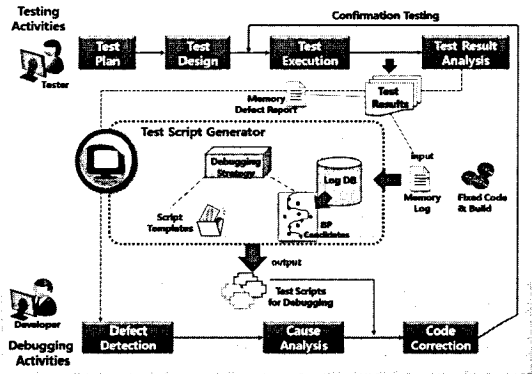 Testing
Activities
Confirmation Testing
Tester
Test
Plan
Test
Design
Test
Execution
Test Result
Analysis
Memory
Defect Report
Test
Results
Test Script Generator
Debugging
Strategy
Log DB
input
Memory
Log
Fixed Code
& Build
Script
Templates
BP
Candidates
output
Test Scripts
for Debugging
Developer
Debugging
Activities
Defect
Detection
Cause
Analysis
Code
Correction